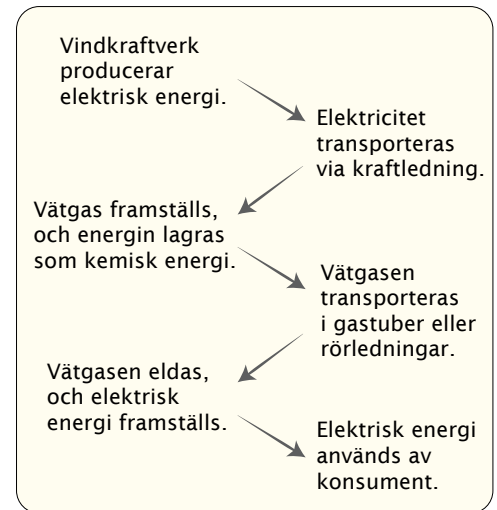 Vindkraftverk
producerar
elektrisk energi.
Elektricitet
transporteras
via kraftledning.
Vätgas framställs,
och energin lagras
som kemisk energi.
Vätgasen
transporteras
i gastuber eller
rörledningar.
Vätgasen eldas,
och elektrisk
energi framställs.
Elektrisk energi
används av
konsument.